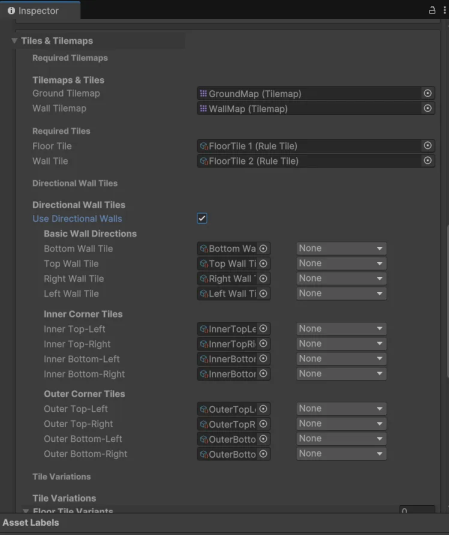 Inspector
Tiles & Tilemaps
Required Tilemaps
Tilemaps & Tiles
Ground Tilemap GroundMap (Tilemap)
Wall Tilemap WallMap (Tilemap)
Required Tiles
Floor Tile FloorTile 1 (Rule Tile)
Wall Tile FloorTile 2 (Rule Tile)
Directional Wall Tiles
Directional Wall Tiles
Use Directional Walls
Basic Wall Directions
Bottom Wall Tile Bottom Wa None
Top Wall Tile Top Wall Ti None
Right Wall Tile Right Wall None
Left Wall Tile Left Wall Ti None
Inner Corner Tiles
Inner Top-Left InnerTopLe None
Inner Top-Right InnerTopRi None
Inner Bottom-Left InnerBottor None
Inner Bottom-Right InnerBottor None
Outer Corner Tiles
Outer Top-Left OuterTopL None
Outer Top-Right OuterTopR None
Outer Bottom-Left OuterBotto None
Outer Bottom-Right OuterBotto None
Tile Variations
Tile Variations
Floor Tile Variants 0
Asset Labels